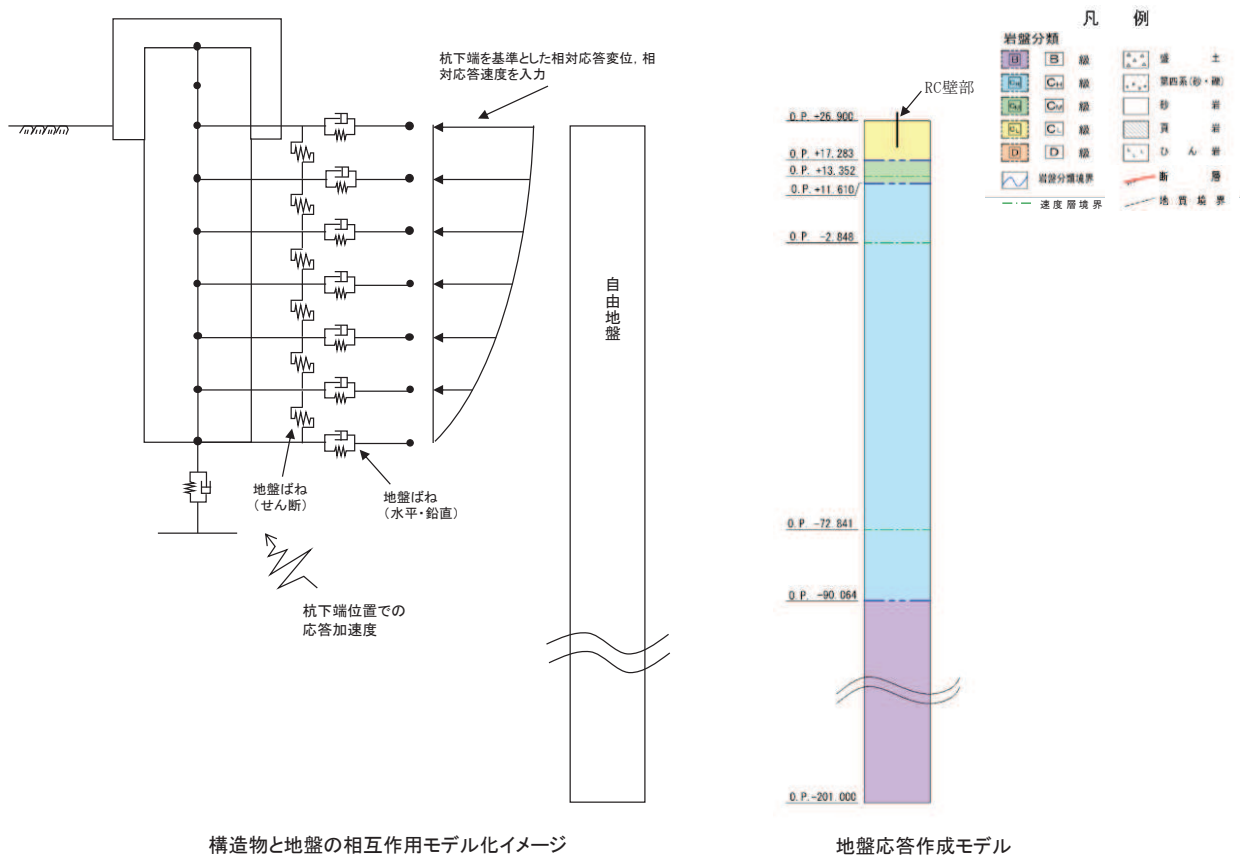 杭下端を基準とした相対応答変位，相
対応答速度を入力
自由地盤
地盤ばね
（せん断）
地盤ばね
（水平・鉛直）
杭下端位置での
応答加速度
構造物と地盤の相互作用モデル化イメージ
RC壁部
O.P. +26.900
O.P. +17.283
O.P. +13.352
O.P. +11.610
O.P. -2.848
O.P. -72.841
O.P. -90.064
O.P. -201.000
地盤応答作成モデル
凡 例
岩盤分類
B B 級
CH CH 級
CM CM 級
CL CL 級
D D 級
岩盤分類境界
速度層境界
盛 土
第四系(砂・礫)
砂 岩
頁 岩
ひ ん 岩
断 層
地 質 境 界